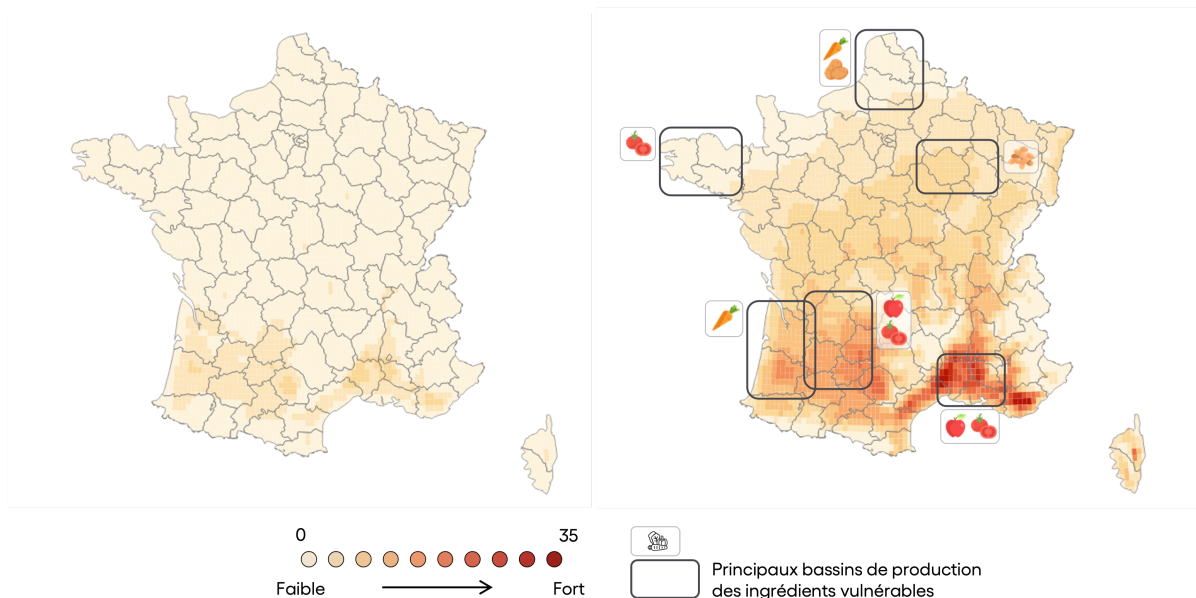 0
35
Faible
Fort
Principaux bassins de production
des ingrédients vulnérables